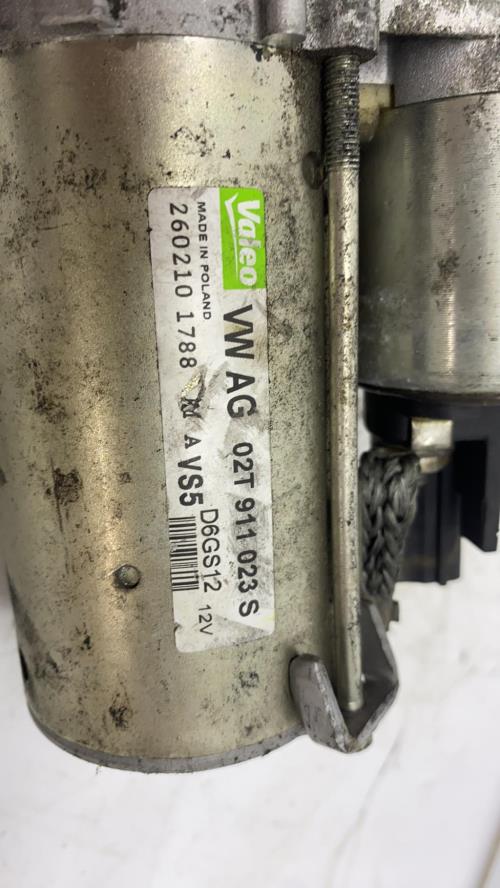 Valeo
VW AG 02T 911 023 S
MADE IN POLAND
D6GS12 12V
260210 1788 A VS5